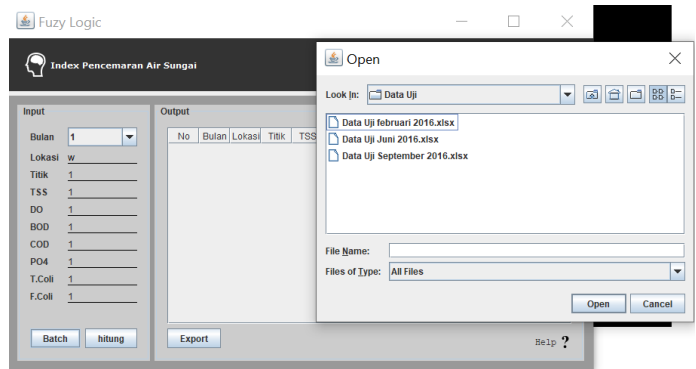 Fuzy Logic
Index Pencemaran Air Sungai
Input
Bulan 1
Lokasi w
Titik 1
TSS 1
DO 1
BOD 1
COD 1
PO4 1
T.Coli 1
F.Coli 1
Batch hitung
Output
No Bulan Lokasi Titik TSS
Export
Help ?
Open
Look In: Data Uji
Data Uji februari 2016.xlsx
Data Uji Juni 2016.xlsx
Data Uji September 2016.xlsx
File Name:
Files of Type: All Files
Open Cancel